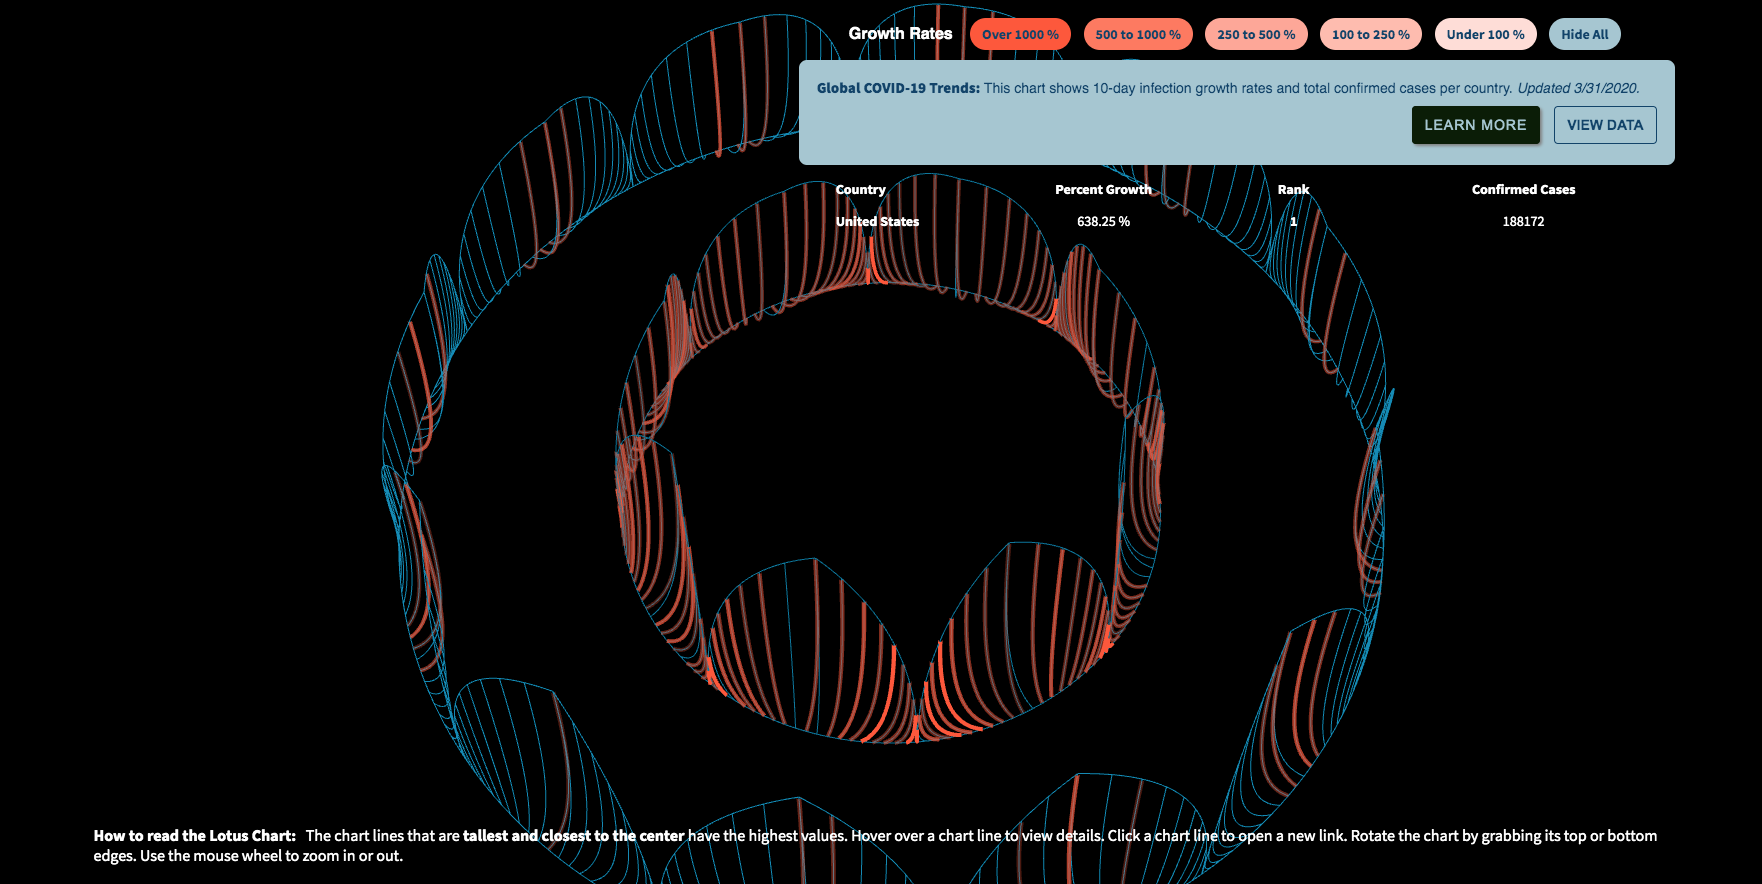 Growth Rates Over 1000 % 500 to 1000 % 250 to 500 % 100 to 250 % Under 100 % Hide All
Global COVID-19 Trends: This chart shows 10-day infection growth rates and total confirmed cases per country. Updated 3/31/2020.
LEARN MORE VIEW DATA
Country Percent Growth Rank Confirmed Cases
United States 638.25 % 1 188172
How to read the Lotus Chart: The chart lines that are tallest and closest to the center have the highest values. Hover over a chart line to view details. Click a chart line to open a new link. Rotate the chart by grabbing its top or bottom
edges. Use the mouse wheel to zoom in or out.